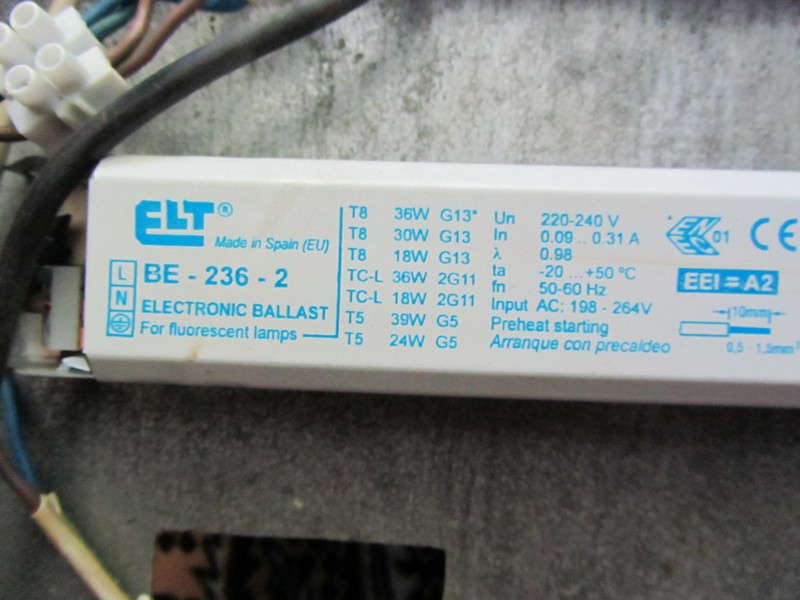 ELT®
Made in Spain (EU)
L
N
BE - 236 - 2
ELECTRONIC BALLAST
For fluorescent lamps
T8 36W G13*
T8 30W G13
T8 18W G13
TC-L 36W 2G11
TC-L 18W 2G11
T5 39W G5
T5 24W G5
Un 220-240 V
In 0.09 .. 0.31 A
λ 0.98
ta -20 ...+50 ºC
fn 50-60 Hz
Input AC: 198 - 264V
Preheat starting
Arranque con precaldeo
01
CE
EEI = A2
10mm
0,5 - 1,5mm²